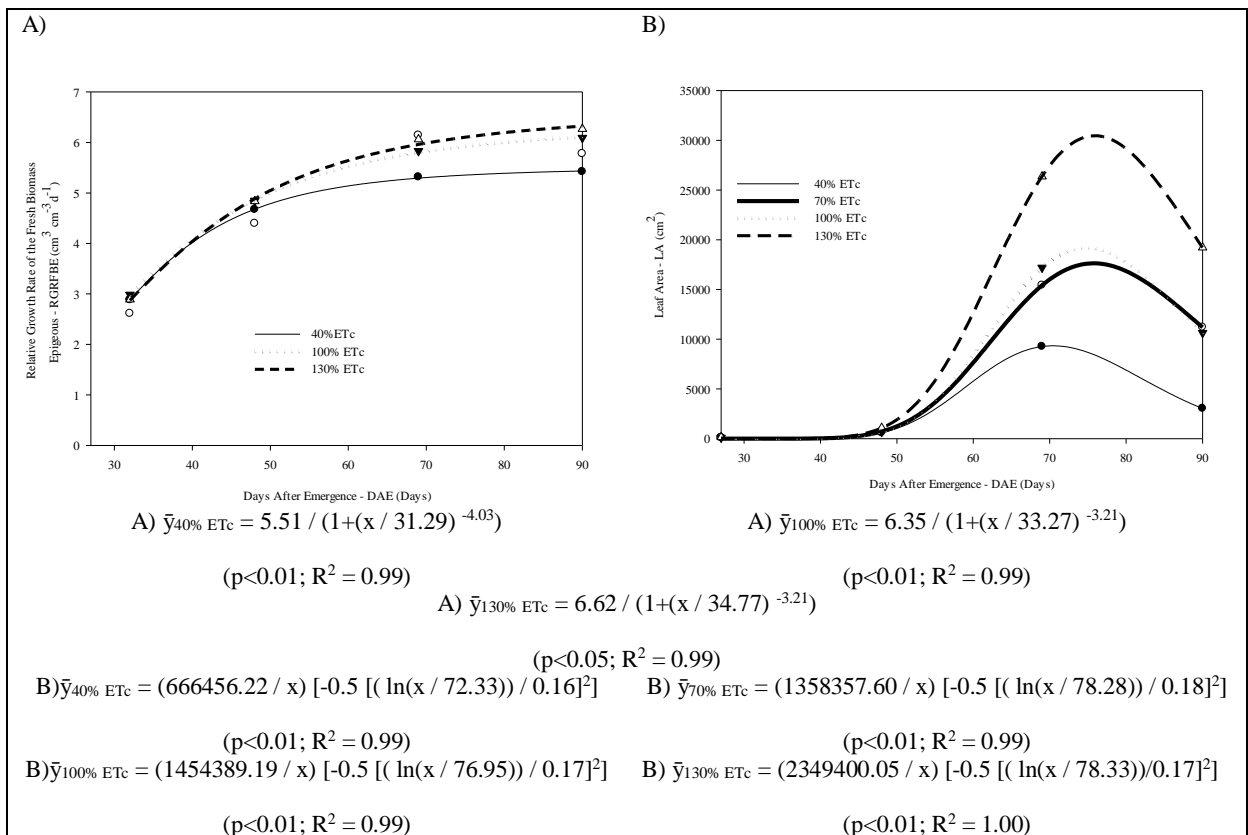 A)
B)
7
6
5
4
3
2
1
0
Relative Growth Rate of the Fresh Biomass
Epigeous - RGRFBE (cm³ cm⁻³ d⁻¹)
40%ETc
100% ETc
130% ETc
30 40 50 60 70 80 90
Days After Emergence - DAE (Days)
35000
30000
25000
20000
15000
10000
5000
0
Leaf Area - LA (cm²)
40% ETc
70% ETc
100% ETc
130% ETc
30 40 50 60 70 80 90
Days After Emergence - DAE (Days)
A) ȳ40% ETc = 5.51 / (1+(x / 31.29) -4.03)
A) ȳ100% ETc = 6.35 / (1+(x / 33.27) -3.21)
(p<0.01; R² = 0.99)
(p<0.01; R² = 0.99)
A) ȳ130% ETc = 6.62 / (1+(x / 34.77) -3.21)
(p<0.05; R² = 0.99)
B)ȳ40% ETc = (666456.22 / x) [-0.5 [( ln(x / 72.33)) / 0.16]²]
B) ȳ70% ETc = (1358357.60 / x) [-0.5 [( ln(x / 78.28)) / 0.18]²]
(p<0.01; R² = 0.99)
(p<0.01; R² = 0.99)
B)ȳ100% ETc = (1454389.19 / x) [-0.5 [( ln(x / 76.95)) / 0.17]²]
B) ȳ130% ETc = (2349400.05 / x) [-0.5 [( ln(x / 78.33))/0.17]²]
(p<0.01; R² = 0.99)
(p<0.01; R² = 1.00)